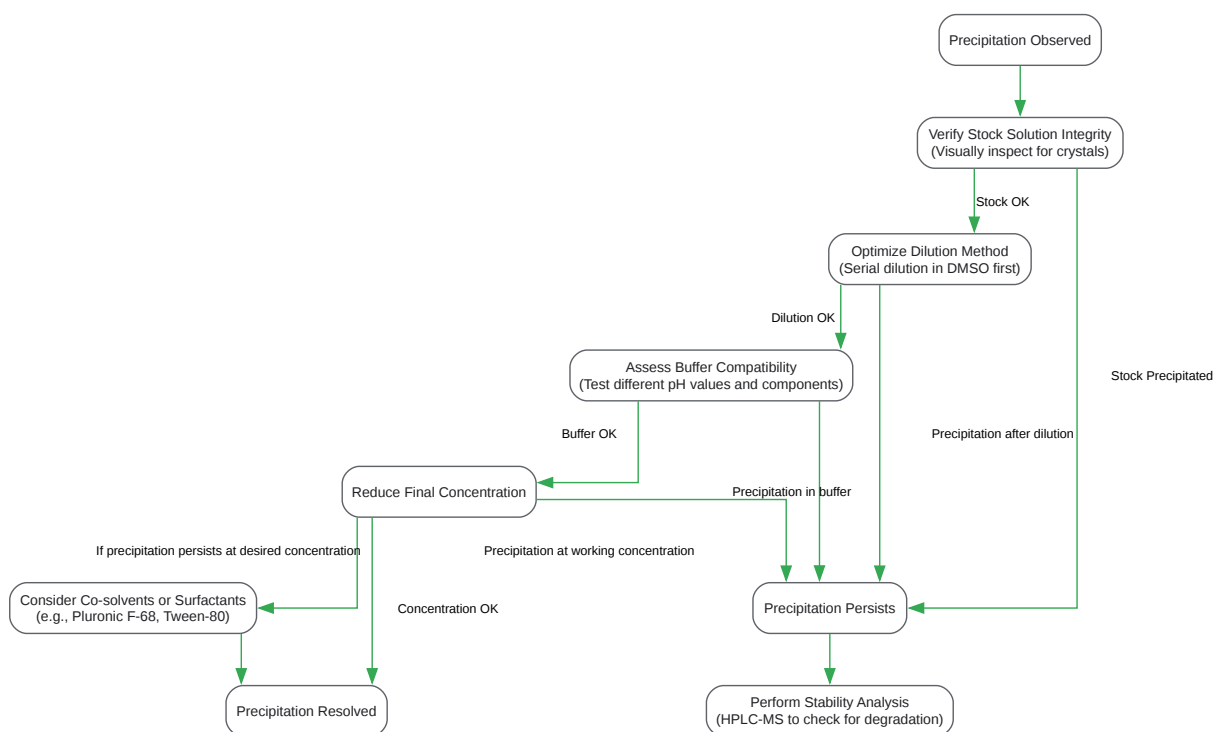 Precipitation Observed
Verify Stock Solution Integrity
(Visually inspect for crystals)
Stock OK
Optimize Dilution Method
(Serial dilution in DMSO first)
Dilution OK
Assess Buffer Compatibility
(Test different pH values and components)
Stock Precipitated
Buffer OK
Precipitation after dilution
Reduce Final Concentration
Precipitation in buffer
If precipitation persists at desired concentration
Precipitation at working concentration
Consider Co-solvents or Surfactants
(e.g., Pluronic F-68, Tween-80)
Concentration OK
Precipitation Persists
Precipitation Resolved
Perform Stability Analysis
(HPLC-MS to check for degradation)